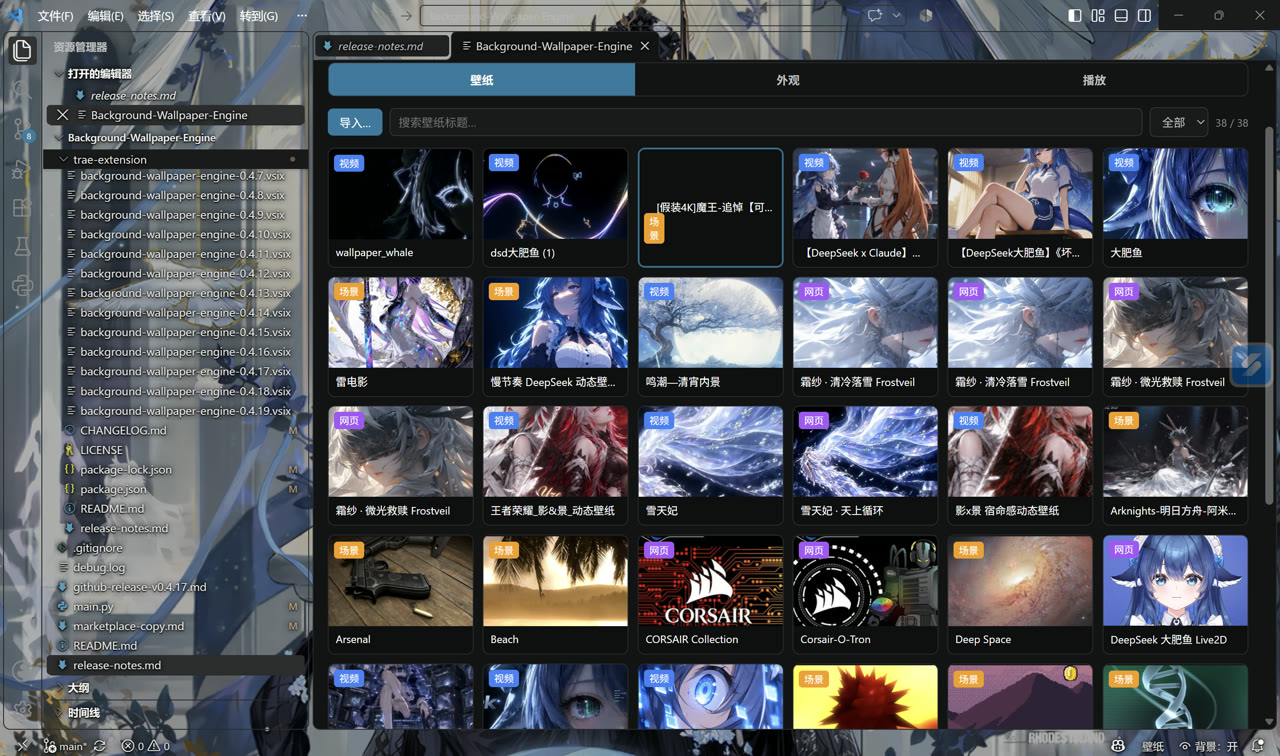 文件(F) 编辑(E) 选择(S) 查看(V) 转到(G) ···
资源管理器
打开的编辑器
release-notes.md
Background-Wallpaper-Engine
Background-Wallpaper-Engine
trae-extension
background-wallpaper-engine-0.4.7.vsix
background-wallpaper-engine-0.4.8.vsix
background-wallpaper-engine-0.4.9.vsix
background-wallpaper-engine-0.4.10.vsix
background-wallpaper-engine-0.4.11.vsix
background-wallpaper-engine-0.4.12.vsix
background-wallpaper-engine-0.4.13.vsix
background-wallpaper-engine-0.4.14.vsix
background-wallpaper-engine-0.4.15.vsix
background-wallpaper-engine-0.4.16.vsix
background-wallpaper-engine-0.4.17.vsix
background-wallpaper-engine-0.4.18.vsix
background-wallpaper-engine-0.4.19.vsix
CHANGELOG.md M
LICENSE
package-lock.json M
package.json M
README.md
release-notes.md
.gitignore
debug.log
github-release-v0.4.17.md
main.py M
marketplace-copy.md M
README.md
release-notes.md
大纲
时间线
8
release-notes.md Background-Wallpaper-Engine
壁纸 外观 播放
导入... 搜索壁纸标题... 全部 38 / 38
视频 视频 视频 视频 视频
[假装4K]魔王-追悼【可...
场景
wallpaper_whale dsd大肥鱼 (1) 【DeepSeek x Claude】... 【DeepSeek大肥鱼】《坏... 大肥鱼
场景 场景 视频 网页 网页 网页
雷电影 慢节奏 DeepSeek 动态壁... 鸣潮—清宵内景 霜纱 · 清冷落雪 Frostveil 霜纱 · 清冷落雪 Frostveil 霜纱 · 微光救赎 Frostveil
网页 视频 视频 网页 视频 场景
霜纱 · 微光救赎 Frostveil 王者荣耀_影&景_动态壁纸 雪天妃 雪天妃 · 天上循环 影x景 宿命感动态壁纸 Arknights-明日方舟-阿米...
场景 场景 网页 网页 场景 网页
CORSAIR
Arsenal Beach CORSAIR Collection Corsair-O-Tron Deep Space DeepSeek 大肥鱼 Live2D
视频 视频 视频 场景 场景 场景
RHODES ISLAND
main* 0 0 壁纸 背景: 开